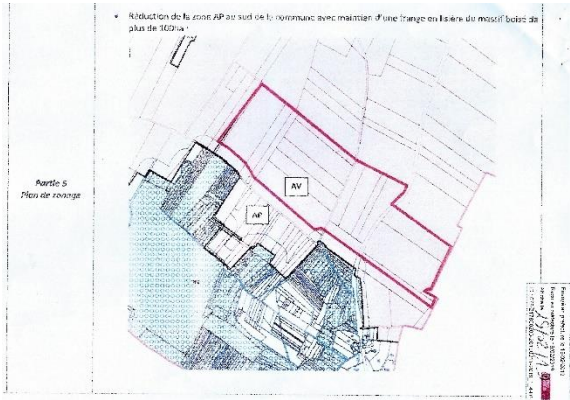 • Réduction de la zone AP au sud de la commune avec maintien d'une frange en lisière du massif boisé de
plus de 100ha :
Partie 5
Plan de zonage
AV
AP